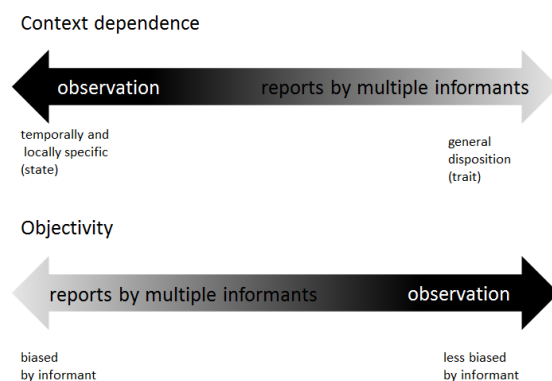 Context dependence
observation reports by multiple informants
temporally and
locally specific
(state)
general
disposition
(trait)
Objectivity
reports by multiple informants observation
biased
by informant
less biased
by informant